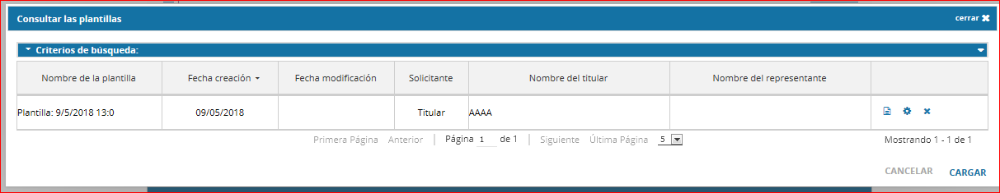 Consultar las plantillas cerrar
Criterios de búsqueda:
Nombre de la plantilla Fecha creación Fecha modificación Solicitante Nombre del titular Nombre del representante
Plantilla: 9/5/2018 13:0 09/05/2018 Titular AAAA
Primera Página Anterior Página 1 de 1 Siguiente Última Página 5 Mostrando 1 - 1 de 1
CANCELAR CARGAR